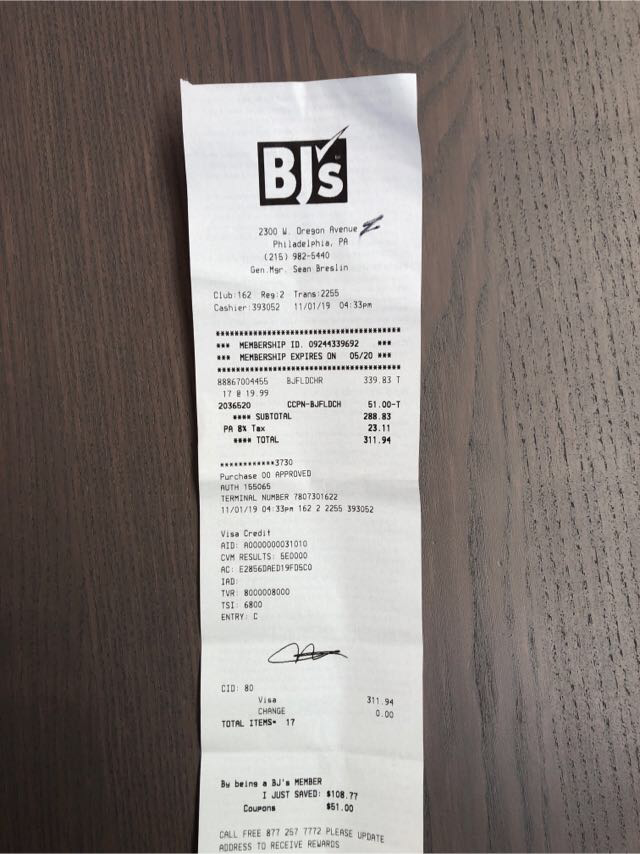 BJ's
2300 W. Oregon Avenue
Philadelphia, PA
(215) 982-5440
Gen.Mgr. Sean Breslin
Club:162 Reg:2 Trans:2255
Cashier:393052 11/01/19 04:33pm
****************************************
*** MEMBERSHIP ID. 09244339692 ***
*** MEMBERSHIP EXPIRES ON 05/20 ***
****************************************
88867004455 BJFLDCHR 339.83 T
17 @ 19.99
2036520 CCPN-BJFLDCH 51.00-T
**** SUBTOTAL 288.83
PA 8% Tax 23.11
**** TOTAL 311.94
************3730
Purchase 00 APPROVED
AUTH 155065
TERMINAL NUMBER 7807301622
11/01/19 04:33pm 162 2 2255 393052
Visa Credit
AID: A0000000031010
CVM RESULTS: 5E0000
AC: E2856DAED19FD5C0
IAD:
TVR: 8000008000
TSI: 6800
ENTRY: C
CID: 80
Visa 311.94
CHANGE 0.00
TOTAL ITEMS= 17
By being a BJ's MEMBER
I JUST SAVED: $108.77
Coupons $51.00
CALL FREE 877 257 7772 PLEASE UPDATE
ADDRESS TO RECEIVE REWARDS